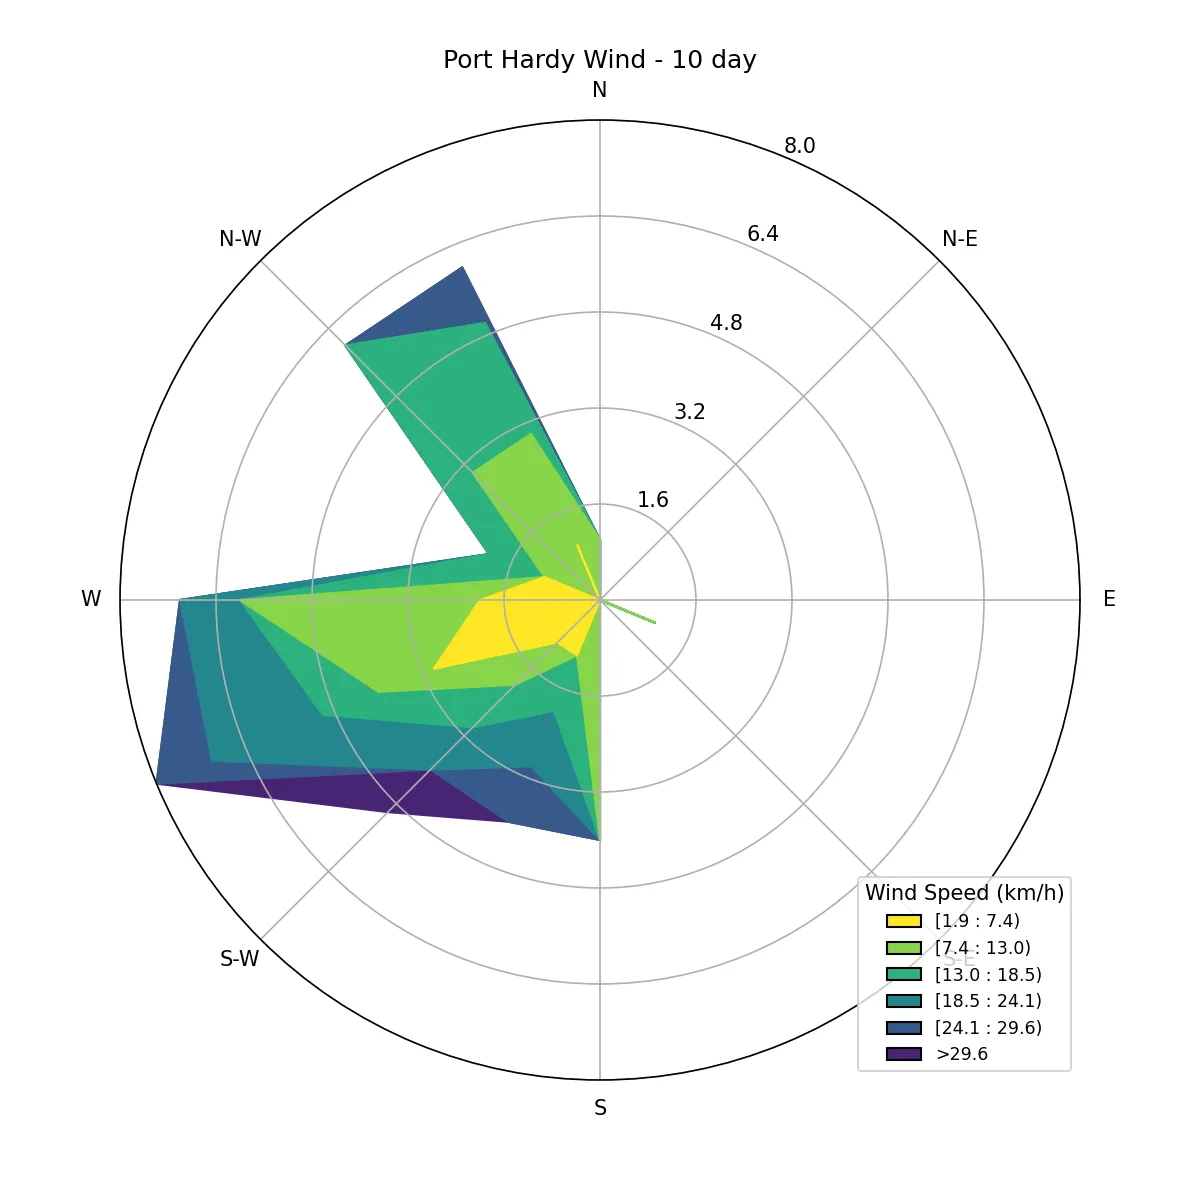 Port Hardy Wind - 10 day
N
8.0
N-W
6.4
N-E
4.8
3.2
1.6
W
E
S-W
S-E
S
Wind Speed (km/h)
[1.9 : 7.4)
[7.4 : 13.0)
[13.0 : 18.5)
[18.5 : 24.1)
[24.1 : 29.6)
>29.6